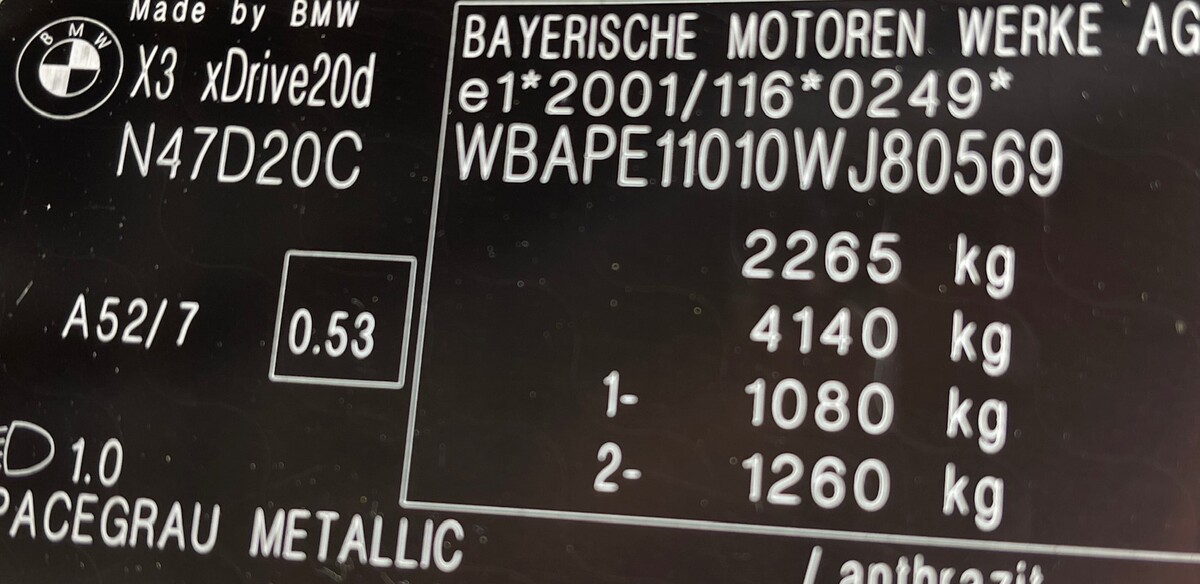 Made by BMW
BMW
X3 xDrive20d
N47D20C
A52/7
0.53
1.0
PACEGRAU METALLIC
BAYERISCHE MOTOREN WERKE AG
e1*2001/116*0249*
WBAPE11010WJ80569
2265 kg
4140 kg
1- 1080 kg
2- 1260 kg
/ anthrazit